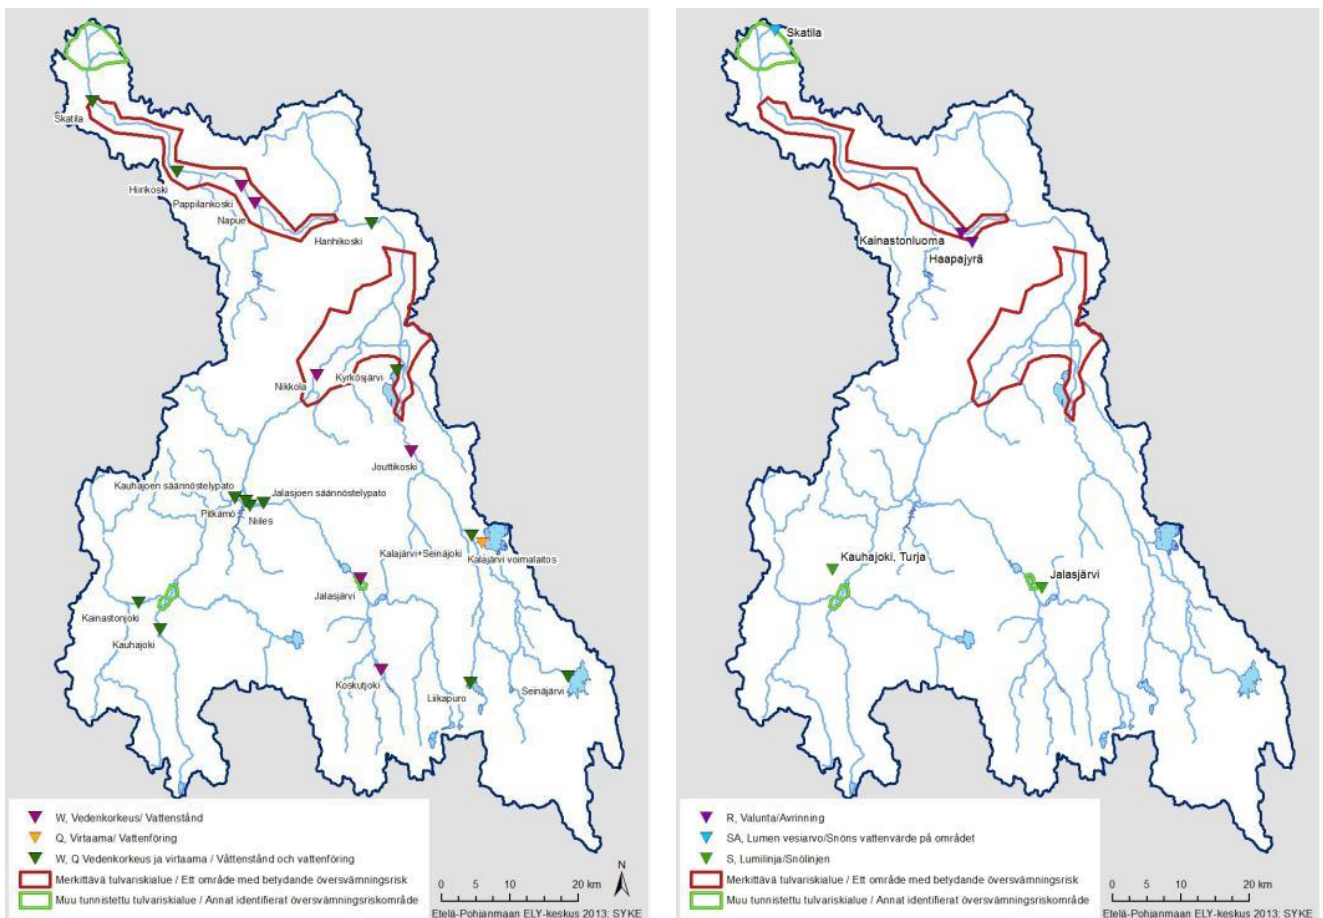 Skatila
Hiirikoski
Pappilankoski
Napue
Hanhikoski
Nikkola
Kyrkösjärvi
Jouttikoski
Kauhajoen säännöstelypato
Jalasjoen säännöstelypato
Pitkämö
Niiles
Kalajärvi+Seinäjoki
Kalajärvi voimalaitos
Jalasjärvi
Kainastonjoki
Kauhajoki
Koskutjoki
Liikapuro
Seinäjärvi
W, Vedenkorkeus/ Vattenstånd
Q, Virtaama/ Vattenföring
W, Q Vedenkorkeus ja virtaama / Våttenstånd och vattenföring
Merkittävä tulvariskialue / Ett område med betydande översvämningsrisk
Muu tunnistettu tulvariskialue / Annat identifierat översvämningsriskområde
N
0 5 10 20 km
Etelä-Pohjanmaan ELY-keskus 2013: SYKE
Skatila
Kainastonluoma
Haapajyrä
Kauhajoki, Turja
Jalasjärvi
R, Valunta/Avrinning
SA, Lumen vesiarvo/Snöns vattenvärde på området
S, Lumilinja/Snölinjen
Merkittävä tulvariskialue / Ett område med betydande översvämningsrisk
Muu tunnistettu tulvariskialue / Annat identifierat översvämningsriskområde
0 5 10 20 km
Etelä-Pohjanmaan ELY-keskus 2013: SYKE